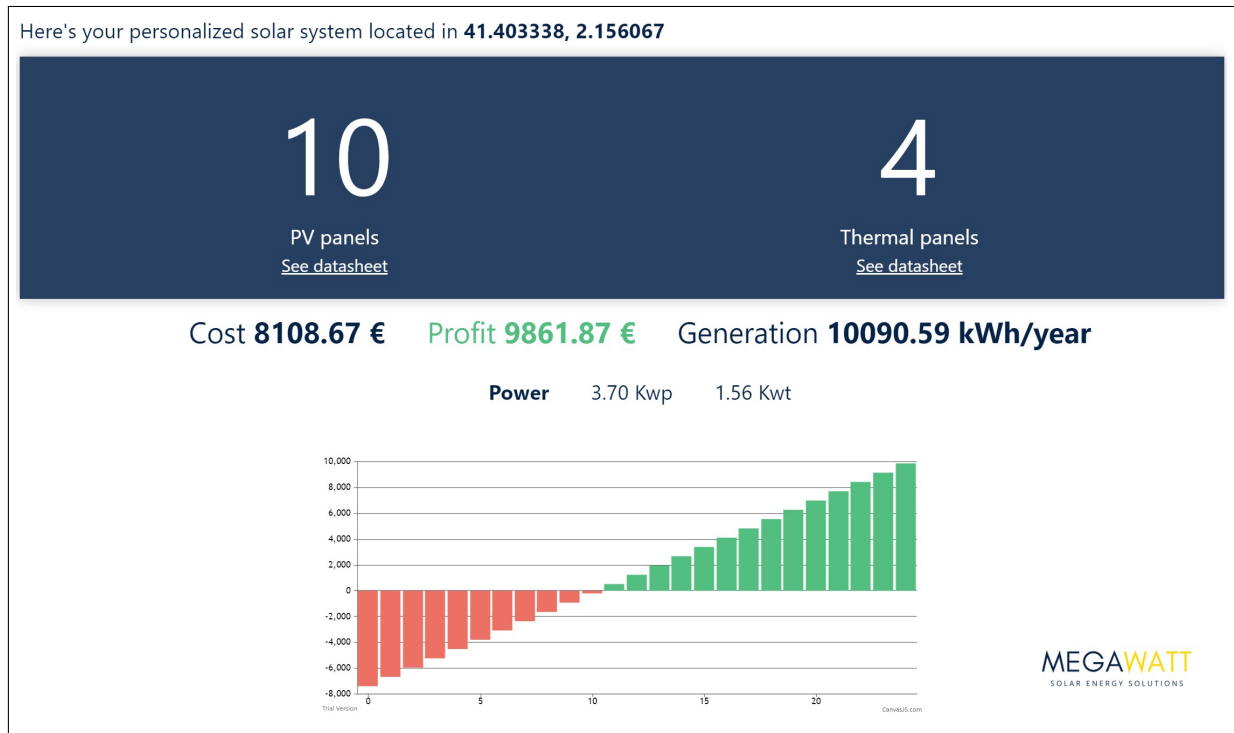 Here's your personalized solar system located in 41.403338, 2.156067
10
4
PV panels
Thermal panels
See datasheet
See datasheet
Cost 8108.67 € Profit 9861.87 € Generation 10090.59 kWh/year
Power 3.70 Kwp 1.56 Kwt
10,000
8,000
6,000
4,000
2,000
0
-2,000
-4,000
-6,000
-8,000
0 5 10 15 20
Trial Version
CanvasJS.com
MEGAWATT
SOLAR ENERGY SOLUTIONS